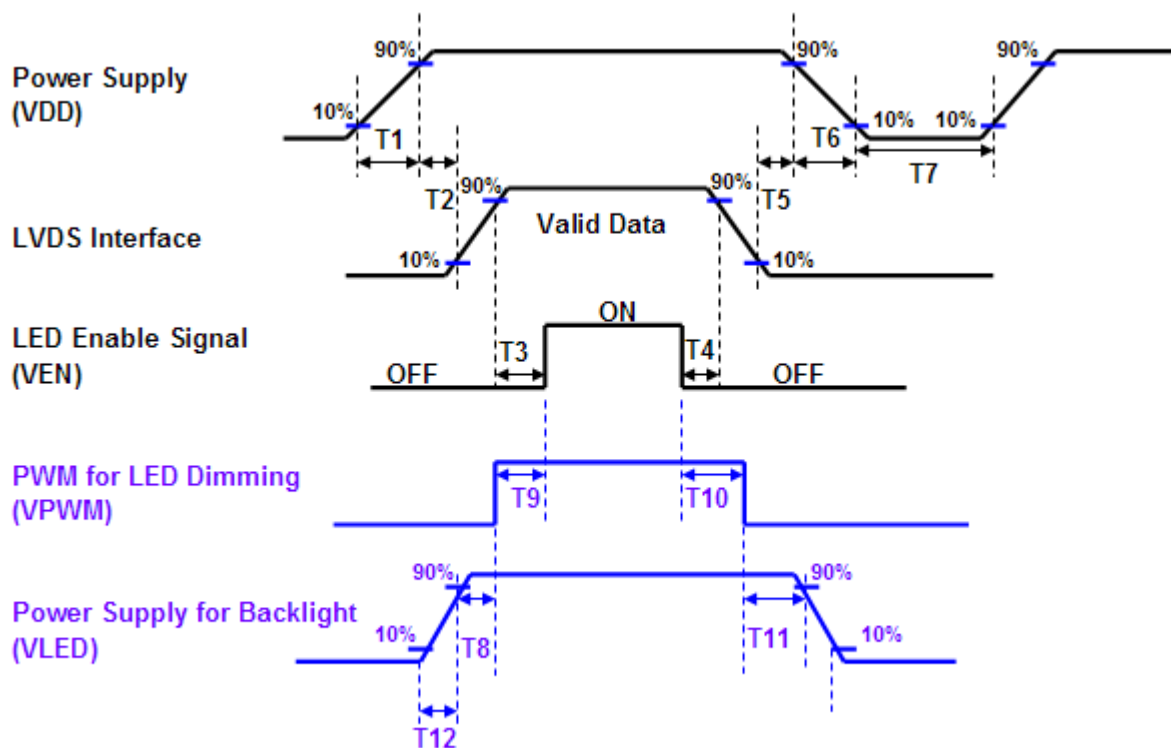 90%
90%
90%
Power Supply
(VDD)
10%
10%
10%
T1
T6
T7
T2
90%
90%
T5
Valid Data
LVDS Interface
10%
10%
ON
LED Enable Signal
(VEN)
T3
T4
OFF
OFF
PWM for LED Dimming
(VPWM)
T9
T10
90%
90%
Power Supply for Backlight
(VLED)
10%
T8
T11
10%
T12